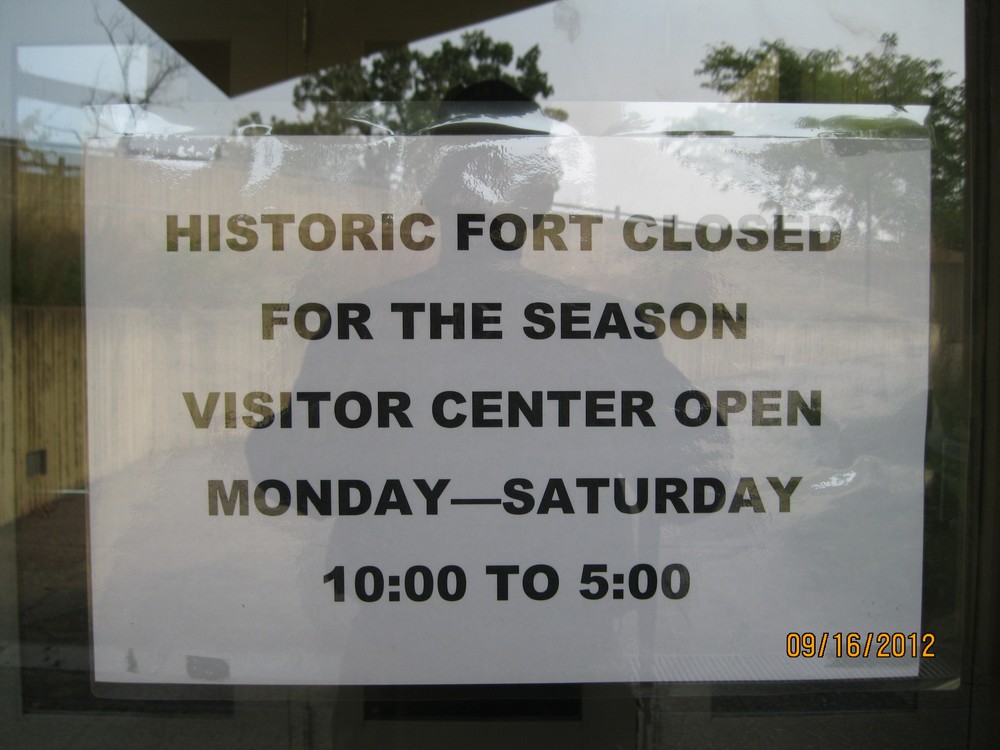 HISTORIC FORT CLOSED
FOR THE SEASON
VISITOR CENTER OPEN
MONDAY—SATURDAY
10:00 TO 5:00
09/16/2012